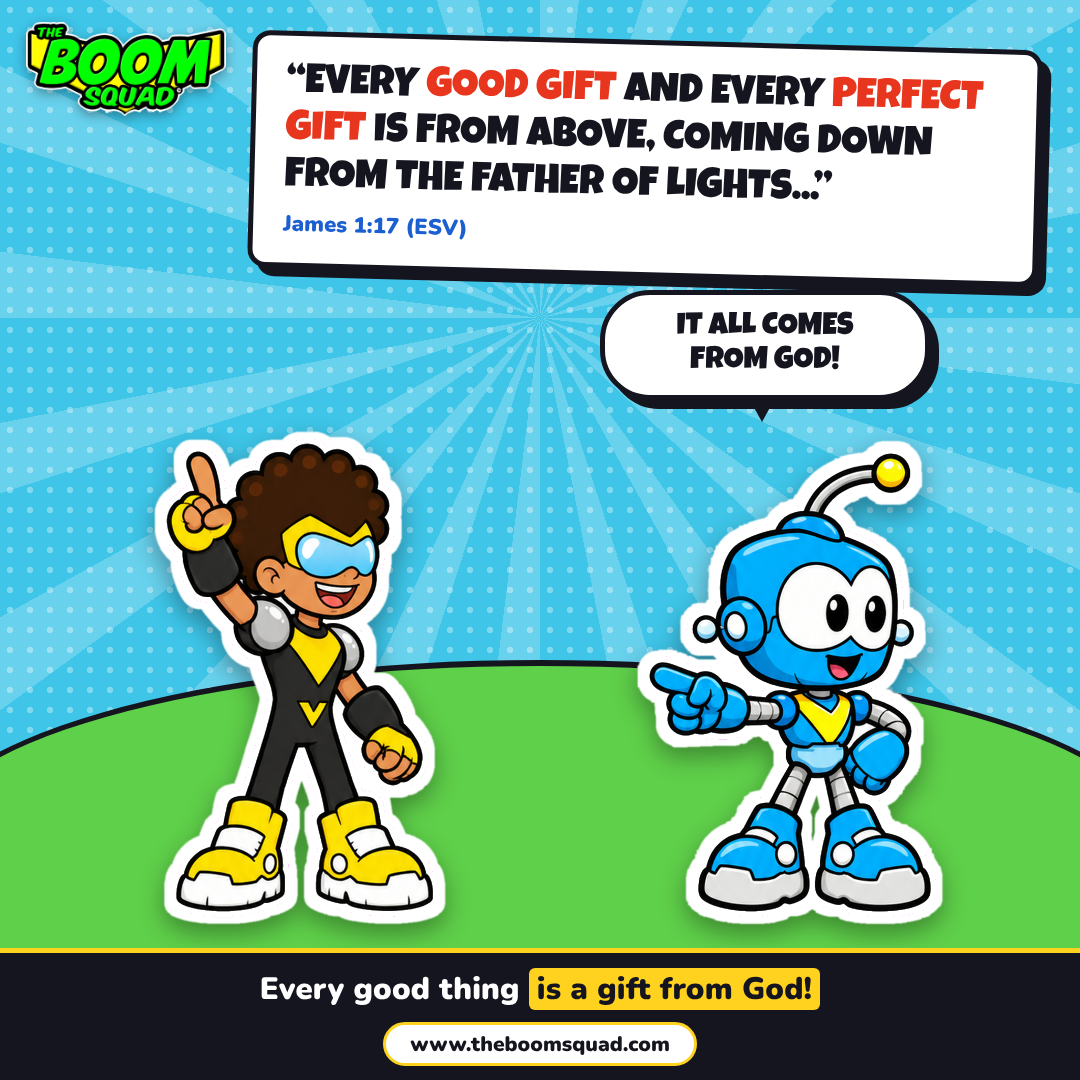 THE
BOOM
SQUAD
“EVERY GOOD GIFT AND EVERY PERFECT
GIFT IS FROM ABOVE, COMING DOWN
FROM THE FATHER OF LIGHTS...”
James 1:17 (ESV)
IT ALL COMES
FROM GOD!
Every good thing is a gift from God!
www.theboomsquad.com